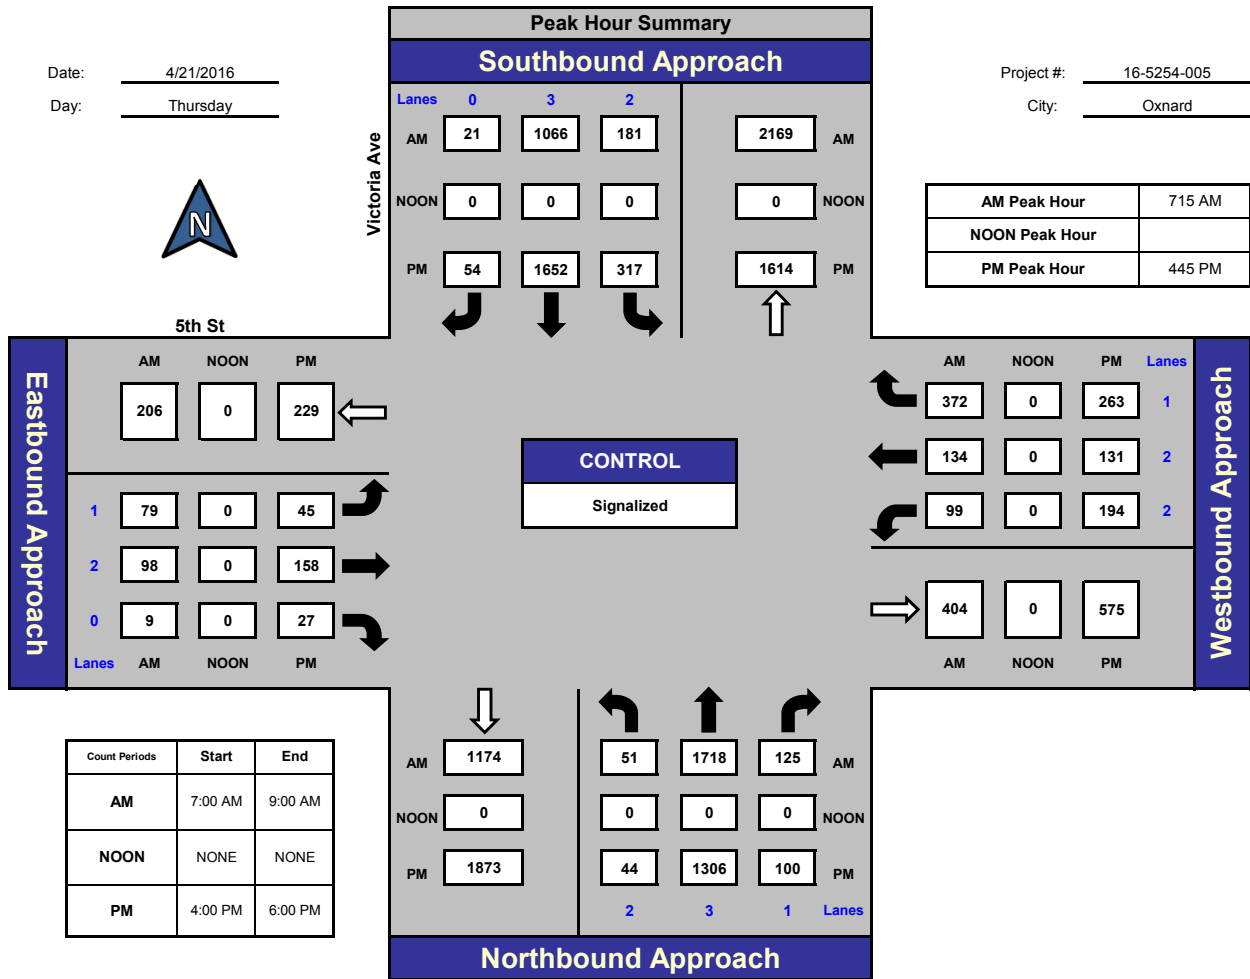 Peak Hour Summary
Southbound Approach
Date: 4/21/2016
Day: Thursday
Project #: 16-5254-005
City: Oxnard
Victoria Ave
Lanes 0 3 2
AM 21 1066 181 2169 AM
NOON 0 0 0 0 NOON
PM 54 1652 317 1614 PM
N
AM Peak Hour 715 AM
NOON Peak Hour
PM Peak Hour 445 PM
5th St
Eastbound Approach
AM NOON PM
206 0 229
1 79 0 45
2 98 0 158
0 9 0 27
Lanes AM NOON PM
CONTROL
Signalized
AM NOON PM Lanes
372 0 263 1
134 0 131 2
99 0 194 2
404 0 575
AM NOON PM
Westbound Approach
Count Periods Start End
AM 7:00 AM 9:00 AM
NOON NONE NONE
PM 4:00 PM 6:00 PM
AM 1174 51 1718 125 AM
NOON 0 0 0 0 NOON
PM 1873 44 1306 100 PM
2 3 1 Lanes
Northbound Approach